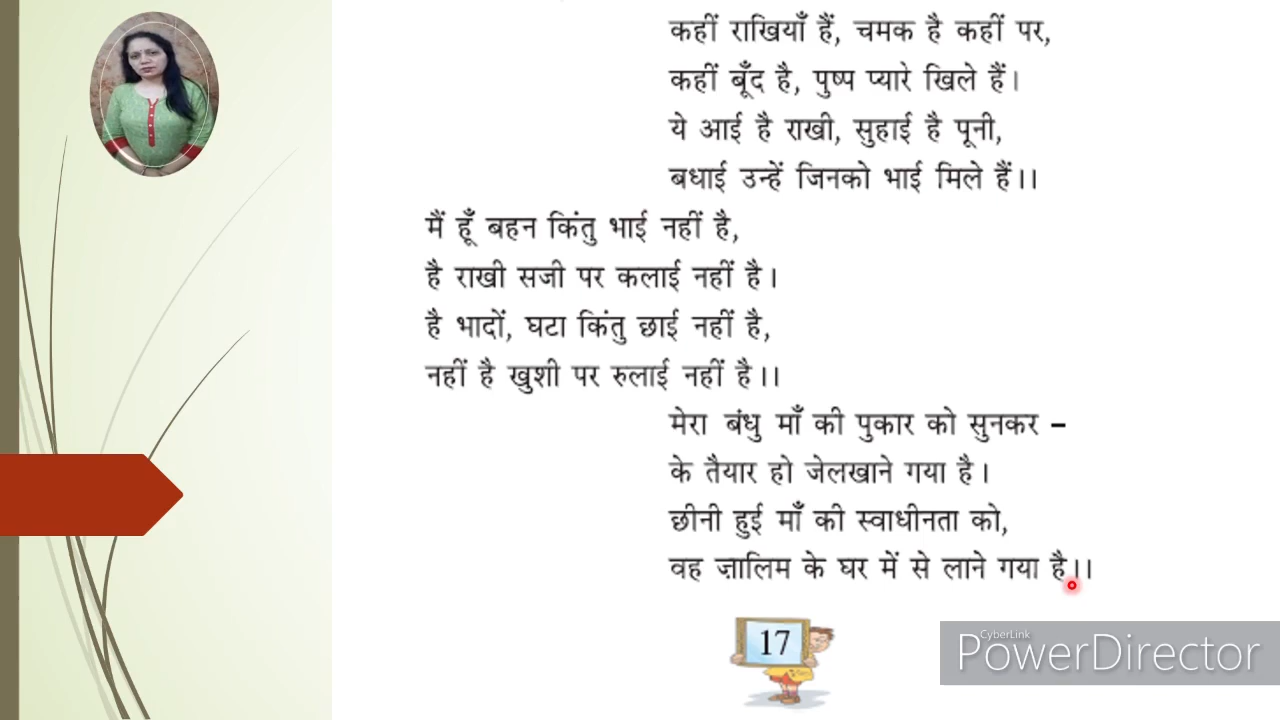 कहीं राखियाँ हैं, चमक है कहीं पर,
कहीं बूँद है, पुष्प प्यारे खिले हैं।
ये आई है राखी, सुहाई है पूनी,
बधाई उन्हें जिनको भाई मिले हैं।।
मैं हूँ बहन किंतु भाई नहीं है,
है राखी सजी पर कलाई नहीं है।
है भादों, घटा किंतु छाई नहीं है,
नहीं है खुशी पर रुलाई नहीं है।।
मेरा बंधु माँ की पुकार को सुनकर –
के तैयार हो जेलखाने गया है।
छीनी हुई माँ की स्वाधीनता को,
वह ज़ालिम के घर में से लाने गया है।।
17
CyberLink
PowerDirector